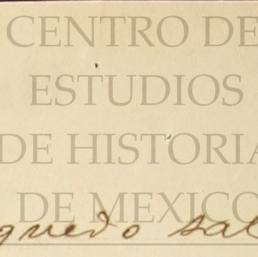 CENTRO DE
ESTUDIOS
DE HISTORIA
DE MEXICO